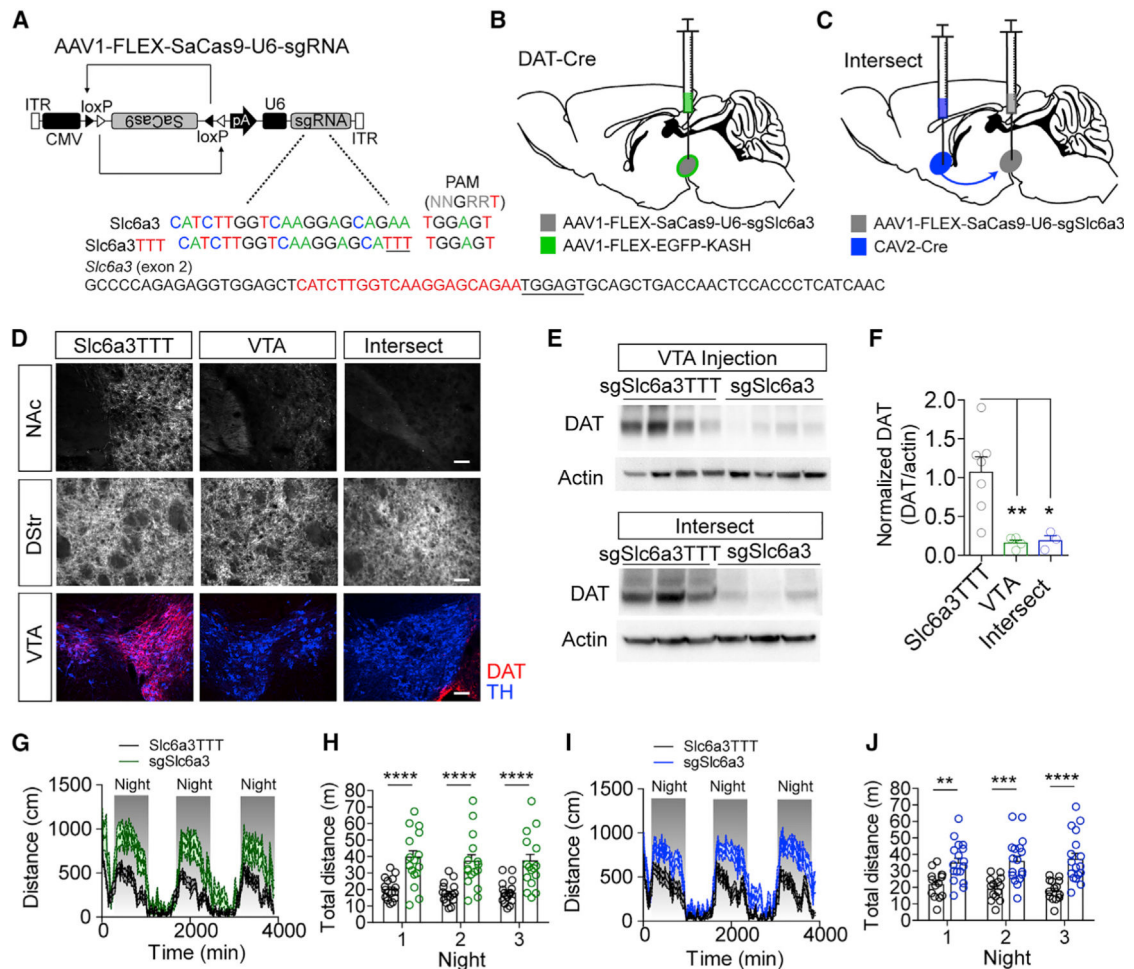 A
AAV1-FLEX-SaCas9-U6-sgRNA
ITR
loxP
SaCas9
loxP
pA
U6
sgRNA
ITR
CMV
PAM
(NNGRRT)
Slc6a3 CATCTTGGTCAAGGAGCAGAA TGGAGT
Slc6a3TTT CATCTTGGTCAAGGAGCATTT TGGAGT
Slc6a3 (exon 2)
GCCCCAGAGAGGTGGAGCTCATCTTGGTCAAGGAGCAGAATGGAGTGCAGCTGACCAACTCCACCCTCATCAAC
B
DAT-Cre
AAV1-FLEX-SaCas9-U6-sgSlc6a3
AAV1-FLEX-EGFP-KASH
C
Intersect
AAV1-FLEX-SaCas9-U6-sgSlc6a3
CAV2-Cre
D
Slc6a3TTT VTA Intersect
NAc
DStr
VTA
DAT
TH
E
VTA Injection
sgSlc6a3TTT sgSlc6a3
DAT
Actin
Intersect
sgSlc6a3TTT sgSlc6a3
DAT
Actin
F
Normalized DAT
(DAT/actin)
2.0
1.5
1.0
0.5
0.0
** *
Slc6a3TTT
VTA
Intersect
G
Slc6a3TTT
sgSlc6a3
Night Night Night
Distance (cm)
1500
1000
500
0
0 2000 4000
Time (min)
H
**** **** ****
Total distance (m)
80
70
60
50
40
30
20
10
0
1 2 3
Night
I
Slc6a3TTT
sgSlc6a3
Night Night Night
Distance (cm)
1500
1000
500
0
0 2000 4000
Time (min)
J
** *** ****
Total distance (m)
80
70
60
50
40
30
20
10
0
1 2 3
Night